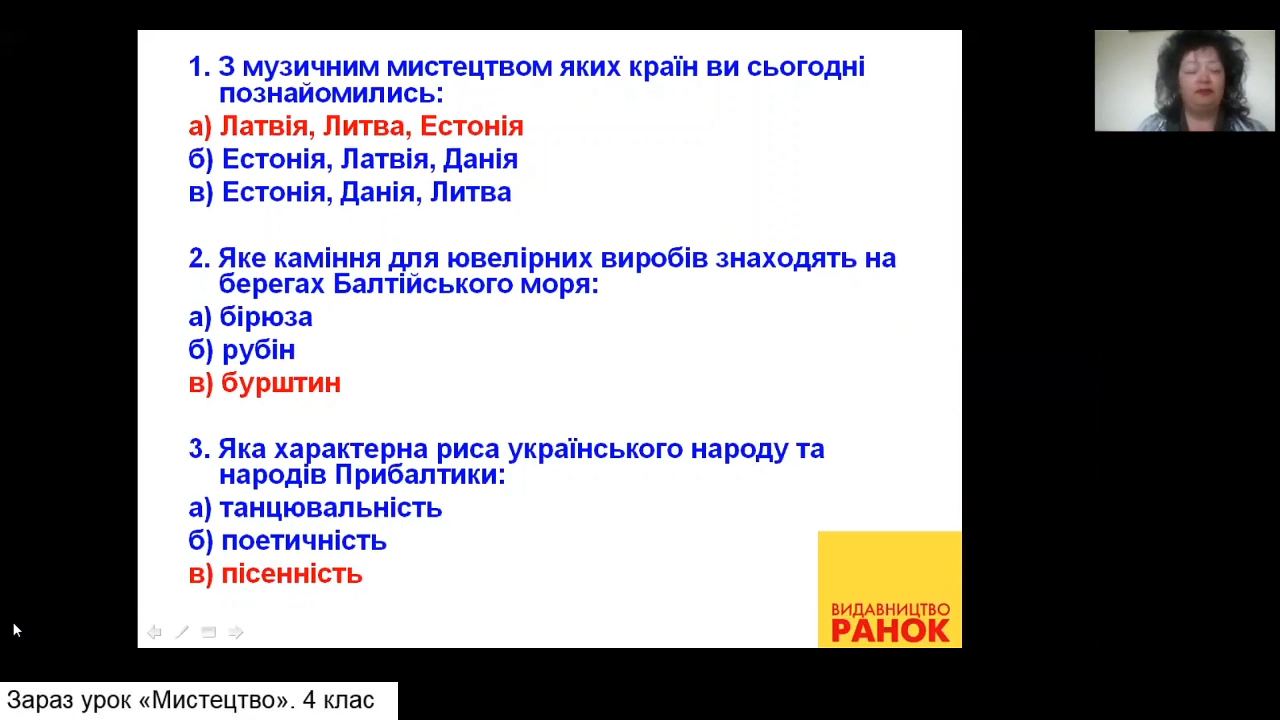 1. З музичним мистецтвом яких країн ви сьогодні
познайомились:
а) Латвія, Литва, Естонія
б) Естонія, Латвія, Данія
в) Естонія, Данія, Литва
2. Яке каміння для ювелірних виробів знаходять на
берегах Балтійського моря:
а) бірюза
б) рубін
в) бурштин
3. Яка характерна риса українського народу та
народів Прибалтики:
а) танцювальність
б) поетичність
в) пісенність
ВИДАВНИЦТВО
РАНОК
Зараз урок «Мистецтво». 4 клас